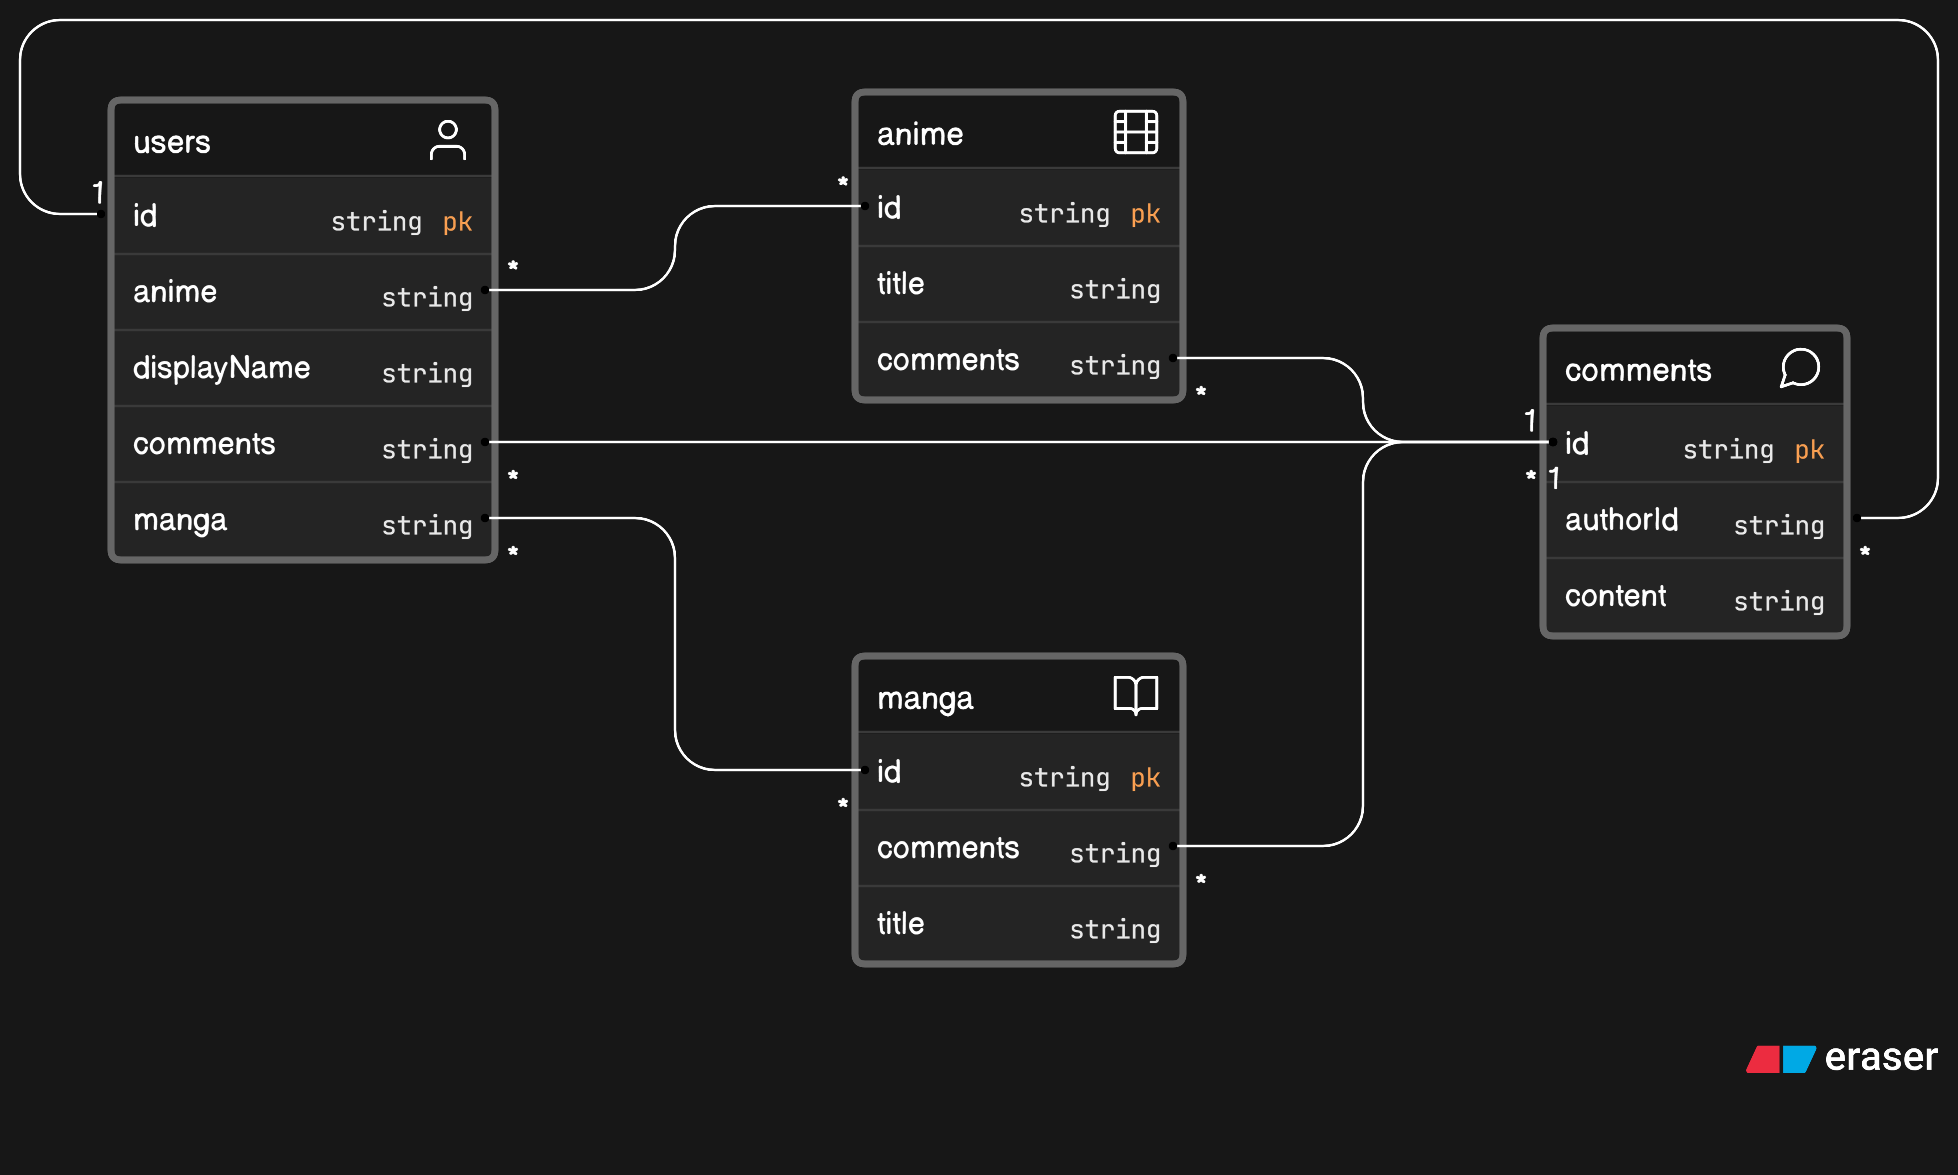 users
1
id string pk
*
anime string
displayName string
comments string
*
manga string
*
anime
*
id string pk
title string
comments string
*
manga
id string pk
*
comments string
*
title string
comments
1
id string pk
* 1
authorId string
*
content string
eraser